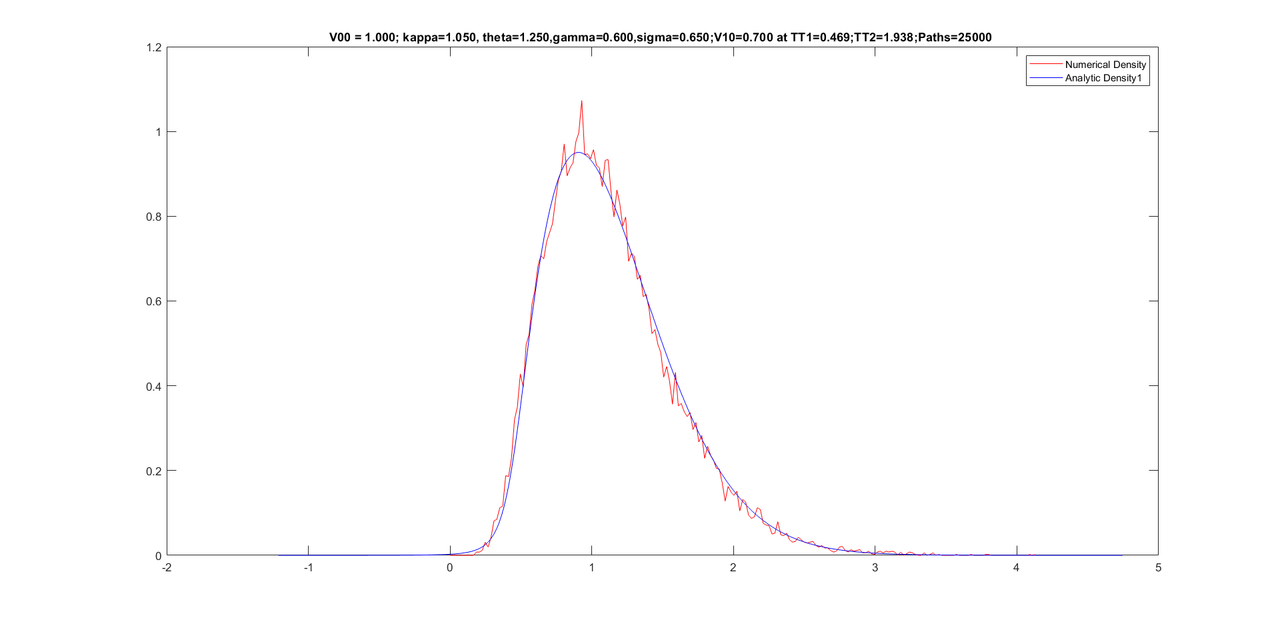 V00 = 1.000; kappa=1.050, theta=1.250,gamma=0.600,sigma=0.650;V10=0.700 at TT1=0.469;TT2=1.938;Paths=25000
Numerical Density
Analytic Density1
1.2
1
0.8
0.6
0.4
0.2
0
-2 -1 0 1 2 3 4 5